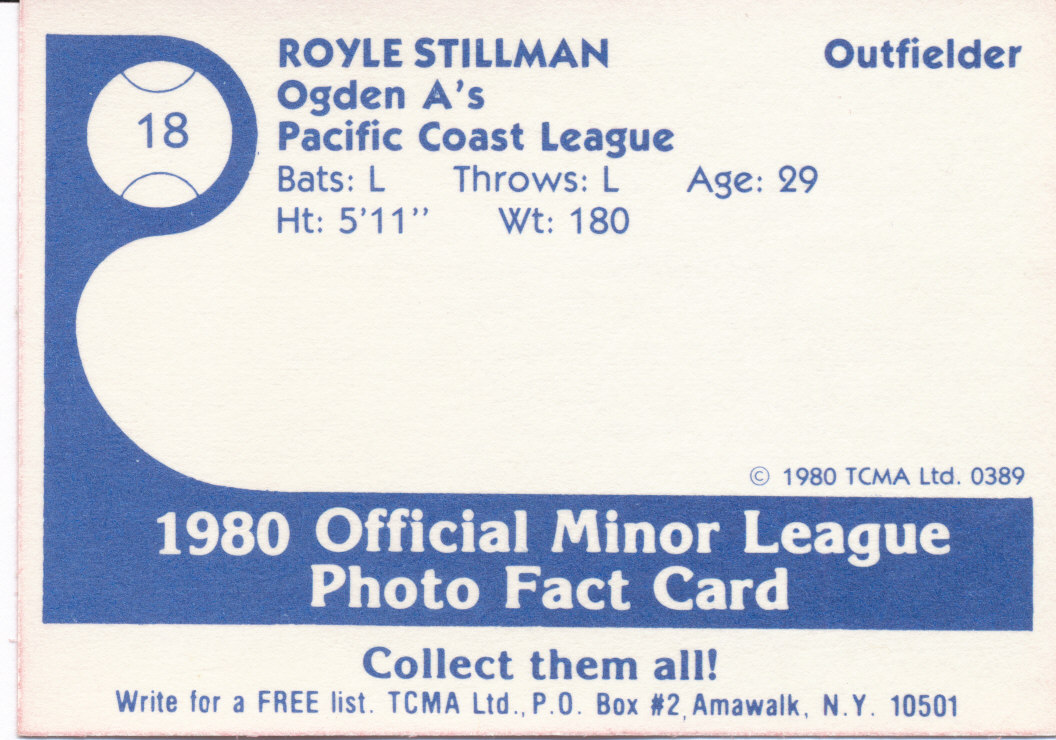 18
ROYLE STILLMAN Outfielder
Ogden A's
Pacific Coast League
Bats: L Throws: L Age: 29
Ht: 5'11'' Wt: 180
© 1980 TCMA Ltd. 0389
1980 Official Minor League
Photo Fact Card
Collect them all!
Write for a FREE list. TCMA Ltd., P.O. Box #2, Amawalk, N.Y. 10501